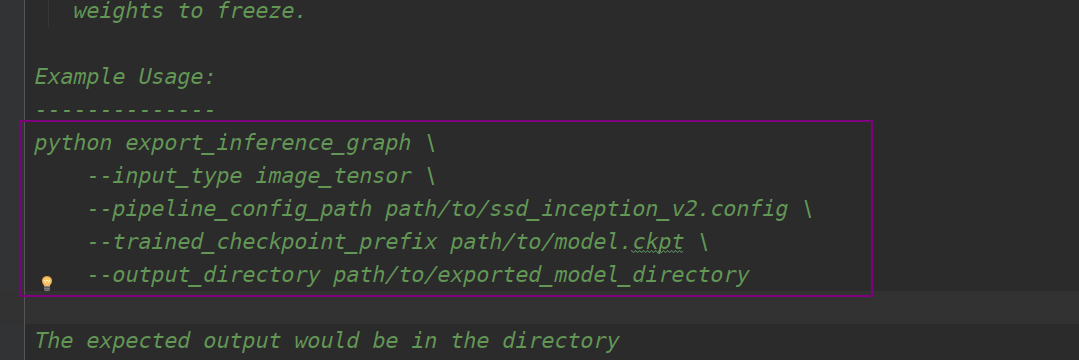 weights to freeze.
Example Usage:
--------------
python export_inference_graph \
--input_type image_tensor \
--pipeline_config_path path/to/ssd_inception_v2.config \
--trained_checkpoint_prefix path/to/model.ckpt \
--output_directory path/to/exported_model_directory
The expected output would be in the directory